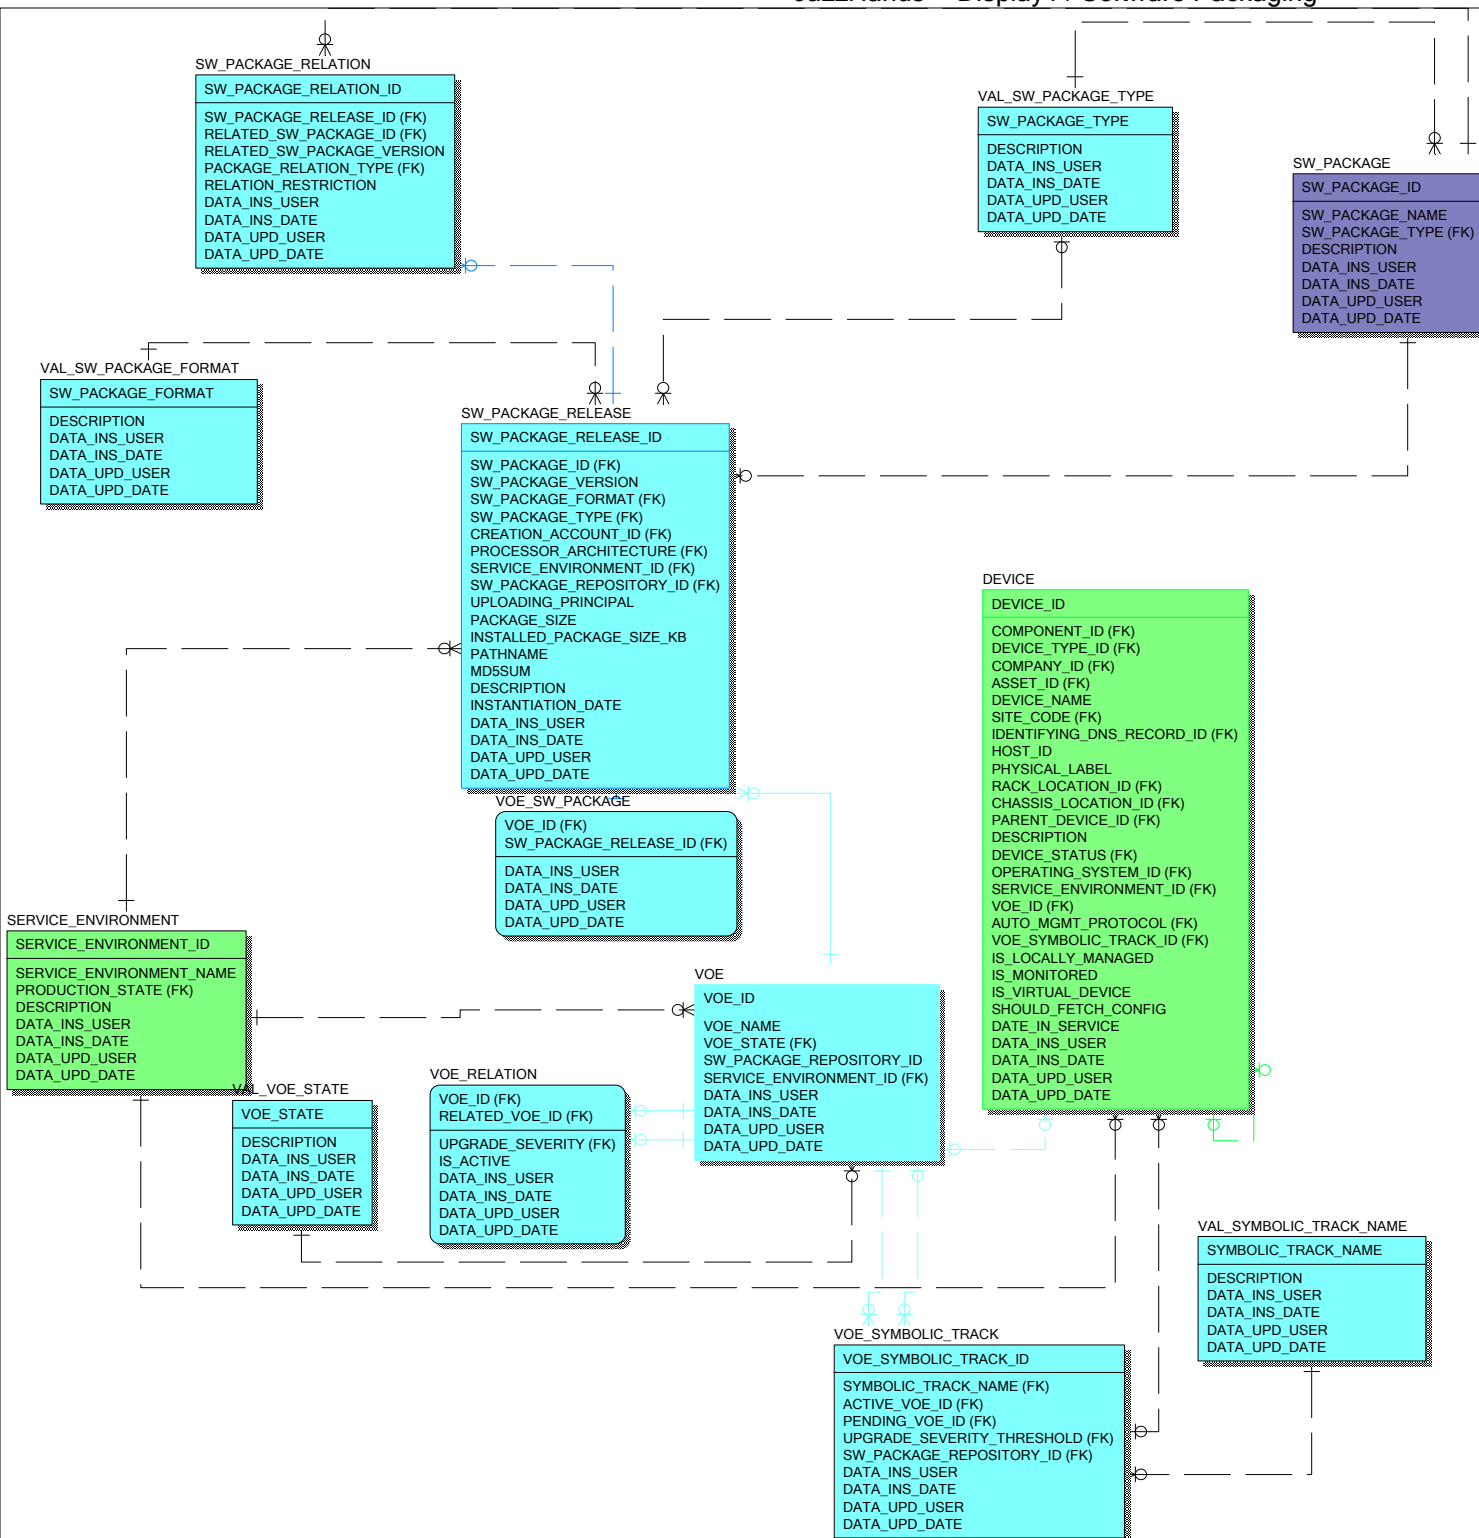 SW_PACKAGE_RELATION
SW_PACKAGE_RELATION_ID
SW_PACKAGE_RELEASE_ID (FK)
RELATED_SW_PACKAGE_ID (FK)
RELATED_SW_PACKAGE_VERSION
PACKAGE_RELATION_TYPE (FK)
RELATION_RESTRICTION
DATA_INS_USER
DATA_INS_DATE
DATA_UPD_USER
DATA_UPD_DATE
VAL_SW_PACKAGE_TYPE
SW_PACKAGE_TYPE
DESCRIPTION
DATA_INS_USER
DATA_INS_DATE
DATA_UPD_USER
DATA_UPD_DATE
SW_PACKAGE
SW_PACKAGE_ID
SW_PACKAGE_NAME
SW_PACKAGE_TYPE (FK)
DESCRIPTION
DATA_INS_USER
DATA_INS_DATE
DATA_UPD_USER
DATA_UPD_DATE
VAL_SW_PACKAGE_FORMAT
SW_PACKAGE_FORMAT
DESCRIPTION
DATA_INS_USER
DATA_INS_DATE
DATA_UPD_USER
DATA_UPD_DATE
SW_PACKAGE_RELEASE
SW_PACKAGE_RELEASE_ID
SW_PACKAGE_ID (FK)
SW_PACKAGE_VERSION
SW_PACKAGE_FORMAT (FK)
SW_PACKAGE_TYPE (FK)
CREATION_ACCOUNT_ID (FK)
PROCESSOR_ARCHITECTURE (FK)
SERVICE_ENVIRONMENT_ID (FK)
SW_PACKAGE_REPOSITORY_ID (FK)
UPLOADING_PRINCIPAL
PACKAGE_SIZE
INSTALLED_PACKAGE_SIZE_KB
PATHNAME
MD5SUM
DESCRIPTION
INSTANTIATION_DATE
DATA_INS_USER
DATA_INS_DATE
DATA_UPD_USER
DATA_UPD_DATE
DEVICE
DEVICE_ID
COMPONENT_ID (FK)
DEVICE_TYPE_ID (FK)
COMPANY_ID (FK)
ASSET_ID (FK)
DEVICE_NAME
SITE_CODE (FK)
IDENTIFYING_DNS_RECORD_ID (FK)
HOST_ID
PHYSICAL_LABEL
RACK_LOCATION_ID (FK)
CHASSIS_LOCATION_ID (FK)
PARENT_DEVICE_ID (FK)
DESCRIPTION
DEVICE_STATUS (FK)
OPERATING_SYSTEM_ID (FK)
SERVICE_ENVIRONMENT_ID (FK)
VOE_ID (FK)
AUTO_MGMT_PROTOCOL (FK)
VOE_SYMBOLIC_TRACK_ID (FK)
IS_LOCALLY_MANAGED
IS_MONITORED
IS_VIRTUAL_DEVICE
SHOULD_FETCH_CONFIG
DATE_IN_SERVICE
DATA_INS_USER
DATA_INS_DATE
DATA_UPD_USER
DATA_UPD_DATE
VOE_SW_PACKAGE
VOE_ID (FK)
SW_PACKAGE_RELEASE_ID (FK)
DATA_INS_USER
DATA_INS_DATE
DATA_UPD_USER
DATA_UPD_DATE
SERVICE_ENVIRONMENT
SERVICE_ENVIRONMENT_ID
SERVICE_ENVIRONMENT_NAME
PRODUCTION_STATE (FK)
DESCRIPTION
DATA_INS_USER
DATA_INS_DATE
DATA_UPD_USER
DATA_UPD_DATE
VOE
VOE_ID
VOE_NAME
VOE_STATE (FK)
SW_PACKAGE_REPOSITORY_ID
SERVICE_ENVIRONMENT_ID (FK)
DATA_INS_USER
DATA_INS_DATE
DATA_UPD_USER
DATA_UPD_DATE
VOE_RELATION
VOE_ID (FK)
RELATED_VOE_ID (FK)
UPGRADE_SEVERITY (FK)
IS_ACTIVE
DATA_INS_USER
DATA_INS_DATE
DATA_UPD_USER
DATA_UPD_DATE
VAL_VOE_STATE
VOE_STATE
DESCRIPTION
DATA_INS_USER
DATA_INS_DATE
DATA_UPD_USER
DATA_UPD_DATE
VAL_SYMBOLIC_TRACK_NAME
SYMBOLIC_TRACK_NAME
DESCRIPTION
DATA_INS_USER
DATA_INS_DATE
DATA_UPD_USER
DATA_UPD_DATE
VOE_SYMBOLIC_TRACK
VOE_SYMBOLIC_TRACK_ID
SYMBOLIC_TRACK_NAME (FK)
ACTIVE_VOE_ID (FK)
PENDING_VOE_ID (FK)
UPGRADE_SEVERITY_THRESHOLD (FK)
SW_PACKAGE_REPOSITORY_ID (FK)
DATA_INS_USER
DATA_INS_DATE
DATA_UPD_USER
DATA_UPD_DATE